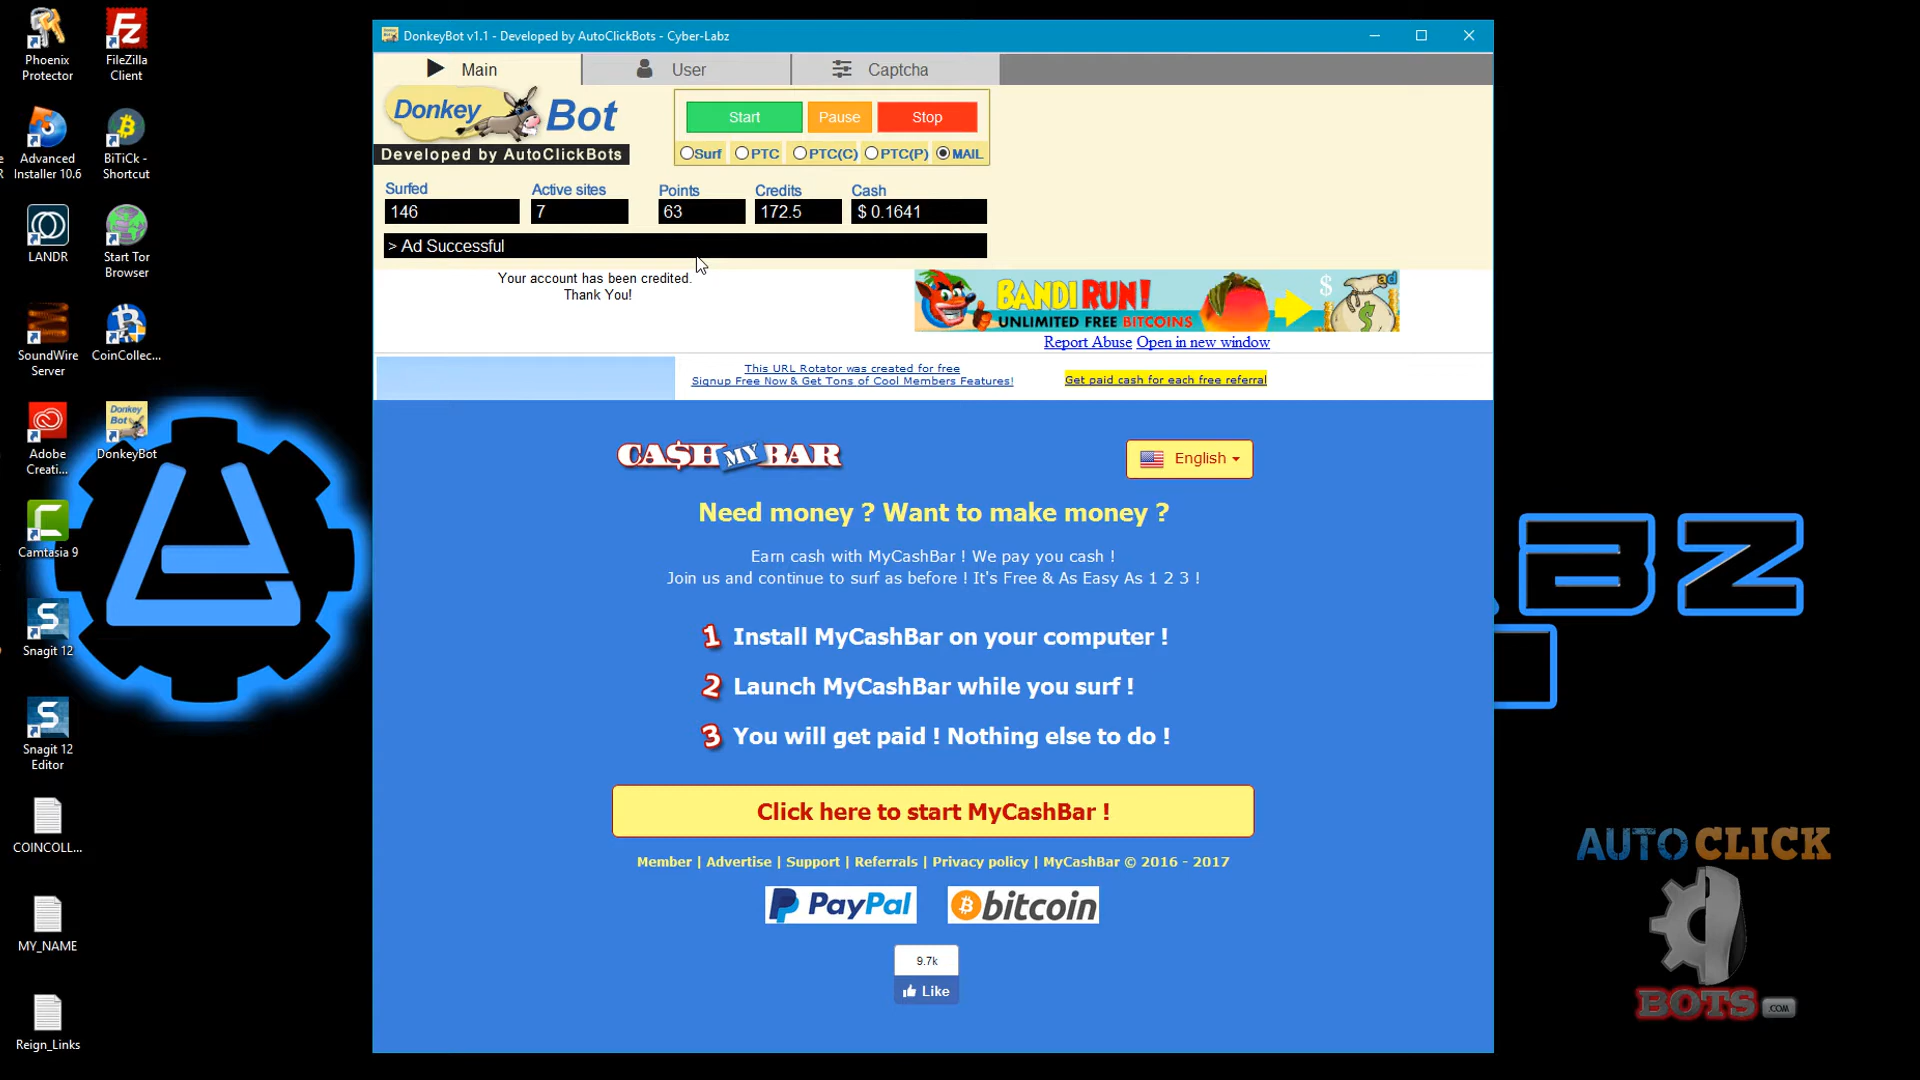 DonkeyBot v1.1 - Developed by AutoClickBots - Cyber-Labz
Main
User
Captcha
Donkey Bot
Developed by AutoClickBots
Start
Pause
Stop
Surf
PTC
PTC(C)
PTC(P)
MAIL
Surfed
Active sites
Points
Credits
Cash
146
7
63
172.5
$ 0.1641
> Ad Successful
Your account has been credited.
Thank You!
BANDI RUN!
UNLIMITED FREE BITCOINS
$
ad
$
Report Abuse Open in new window
This URL Rotator was created for free
Signup Free Now & Get Tons of Cool Members Features!
Get paid cash for each free referral
CA$H MY BAR
English
Need money ? Want to make money ?
Earn cash with MyCashBar ! We pay you cash !
Join us and continue to surf as before ! It's Free & As Easy As 1 2 3 !
1 Install MyCashBar on your computer !
2 Launch MyCashBar while you surf !
3 You will get paid ! Nothing else to do !
Click here to start MyCashBar !
Member | Advertise | Support | Referrals | Privacy policy | MyCashBar © 2016 - 2017
PayPal
bitcoin
9.7k
Like
Phoenix
Protector
FileZilla
Client
Advanced
Installer 10.6
BiTiCk -
Shortcut
LANDR
Start Tor
Browser
SoundWire
Server
CoinCollec...
Adobe
Creati...
Donkey
Bot
DonkeyBot
Camtasia 9
Snagit 12
Snagit 12
Editor
COINCOLL...
MY_NAME
Reign_Links
BZ
AUTOCLICK
BOTS
.COM